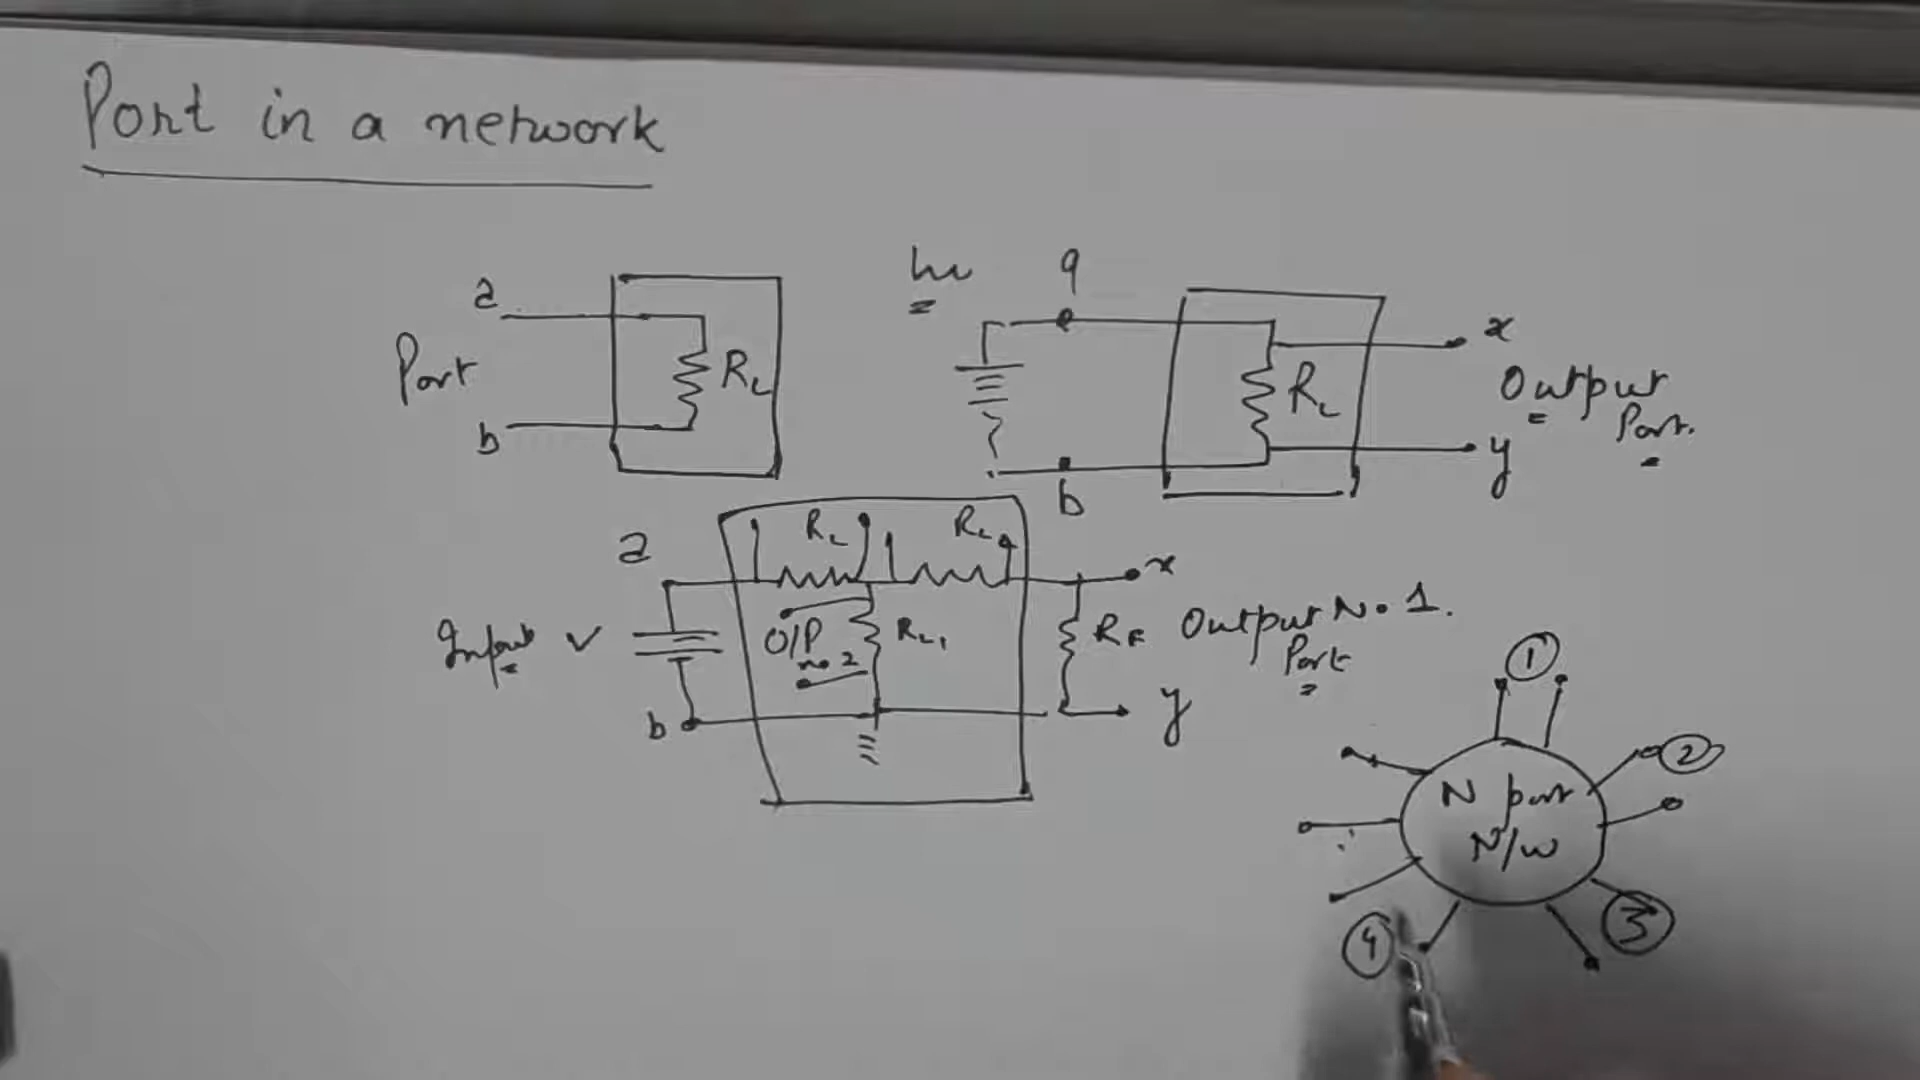 Port in a network
a
Port
b
RL
a
b
RL
x
Output
Port.
y
a
Input V
b
RL
RL
O/P
no 2
RL1
x
RF
Output No. 1.
Port
y
N port
N/w
1
2
3
4